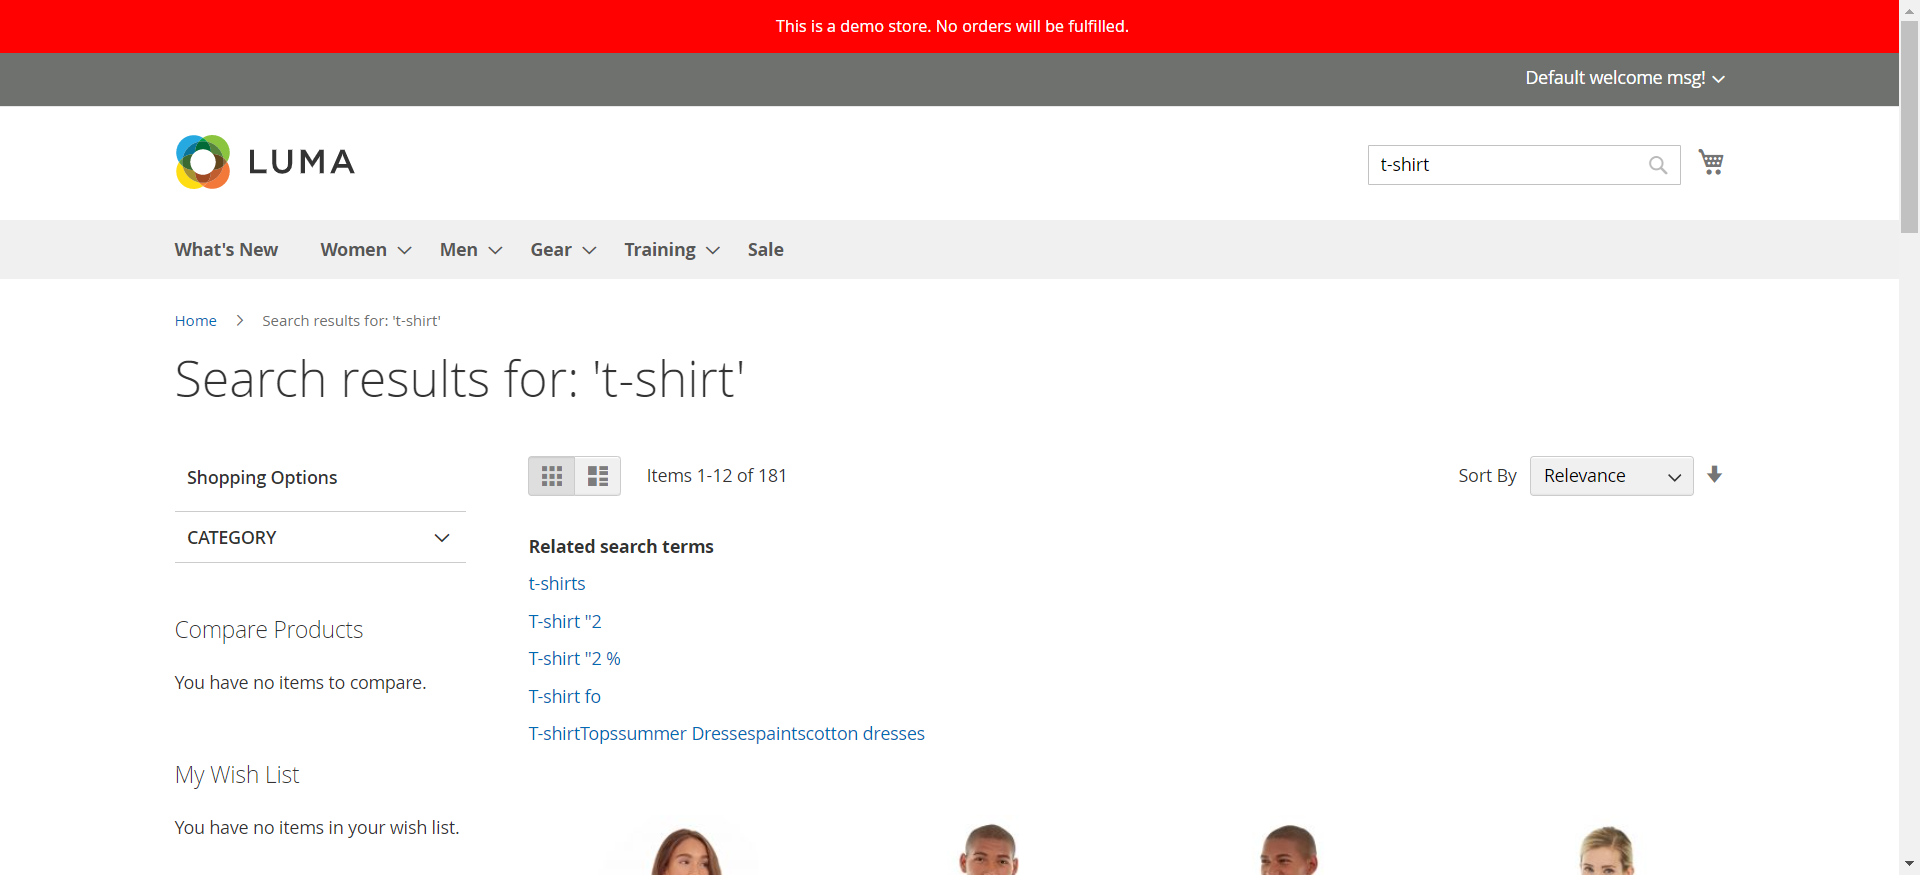 This is a demo store. No orders will be fulfilled.
Default welcome msg!
LUMA
t-shirt
What's New Women Men Gear Training Sale
Home Search results for: 't-shirt'
Search results for: 't-shirt'
Shopping Options
CATEGORY
Compare Products
You have no items to compare.
My Wish List
You have no items in your wish list.
Items 1-12 of 181
Sort By Relevance
Related search terms
t-shirts
T-shirt "2
T-shirt "2 %
T-shirt fo
T-shirtTopssummer Dressespaintscotton dresses